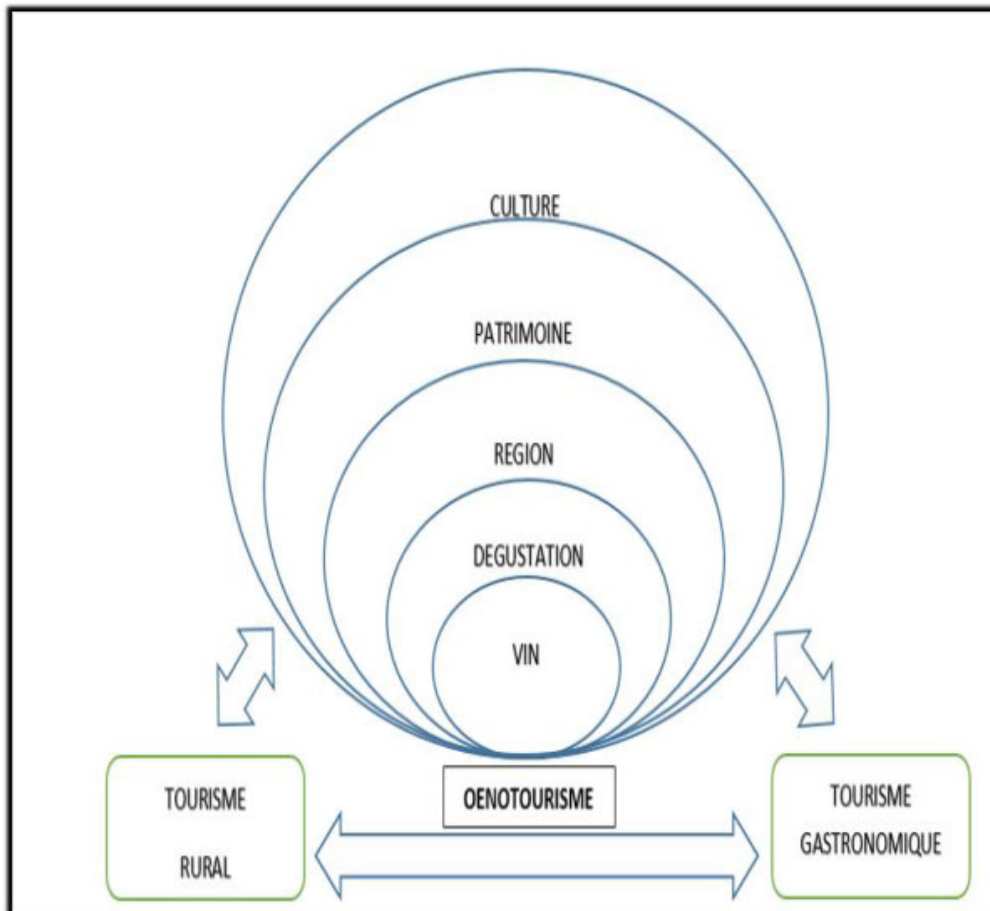 CULTURE
PATRIMOINE
REGION
DEGUSTATION
VIN
OENOTOURISME
TOURISME
RURAL
TOURISME
GASTRONOMIQUE